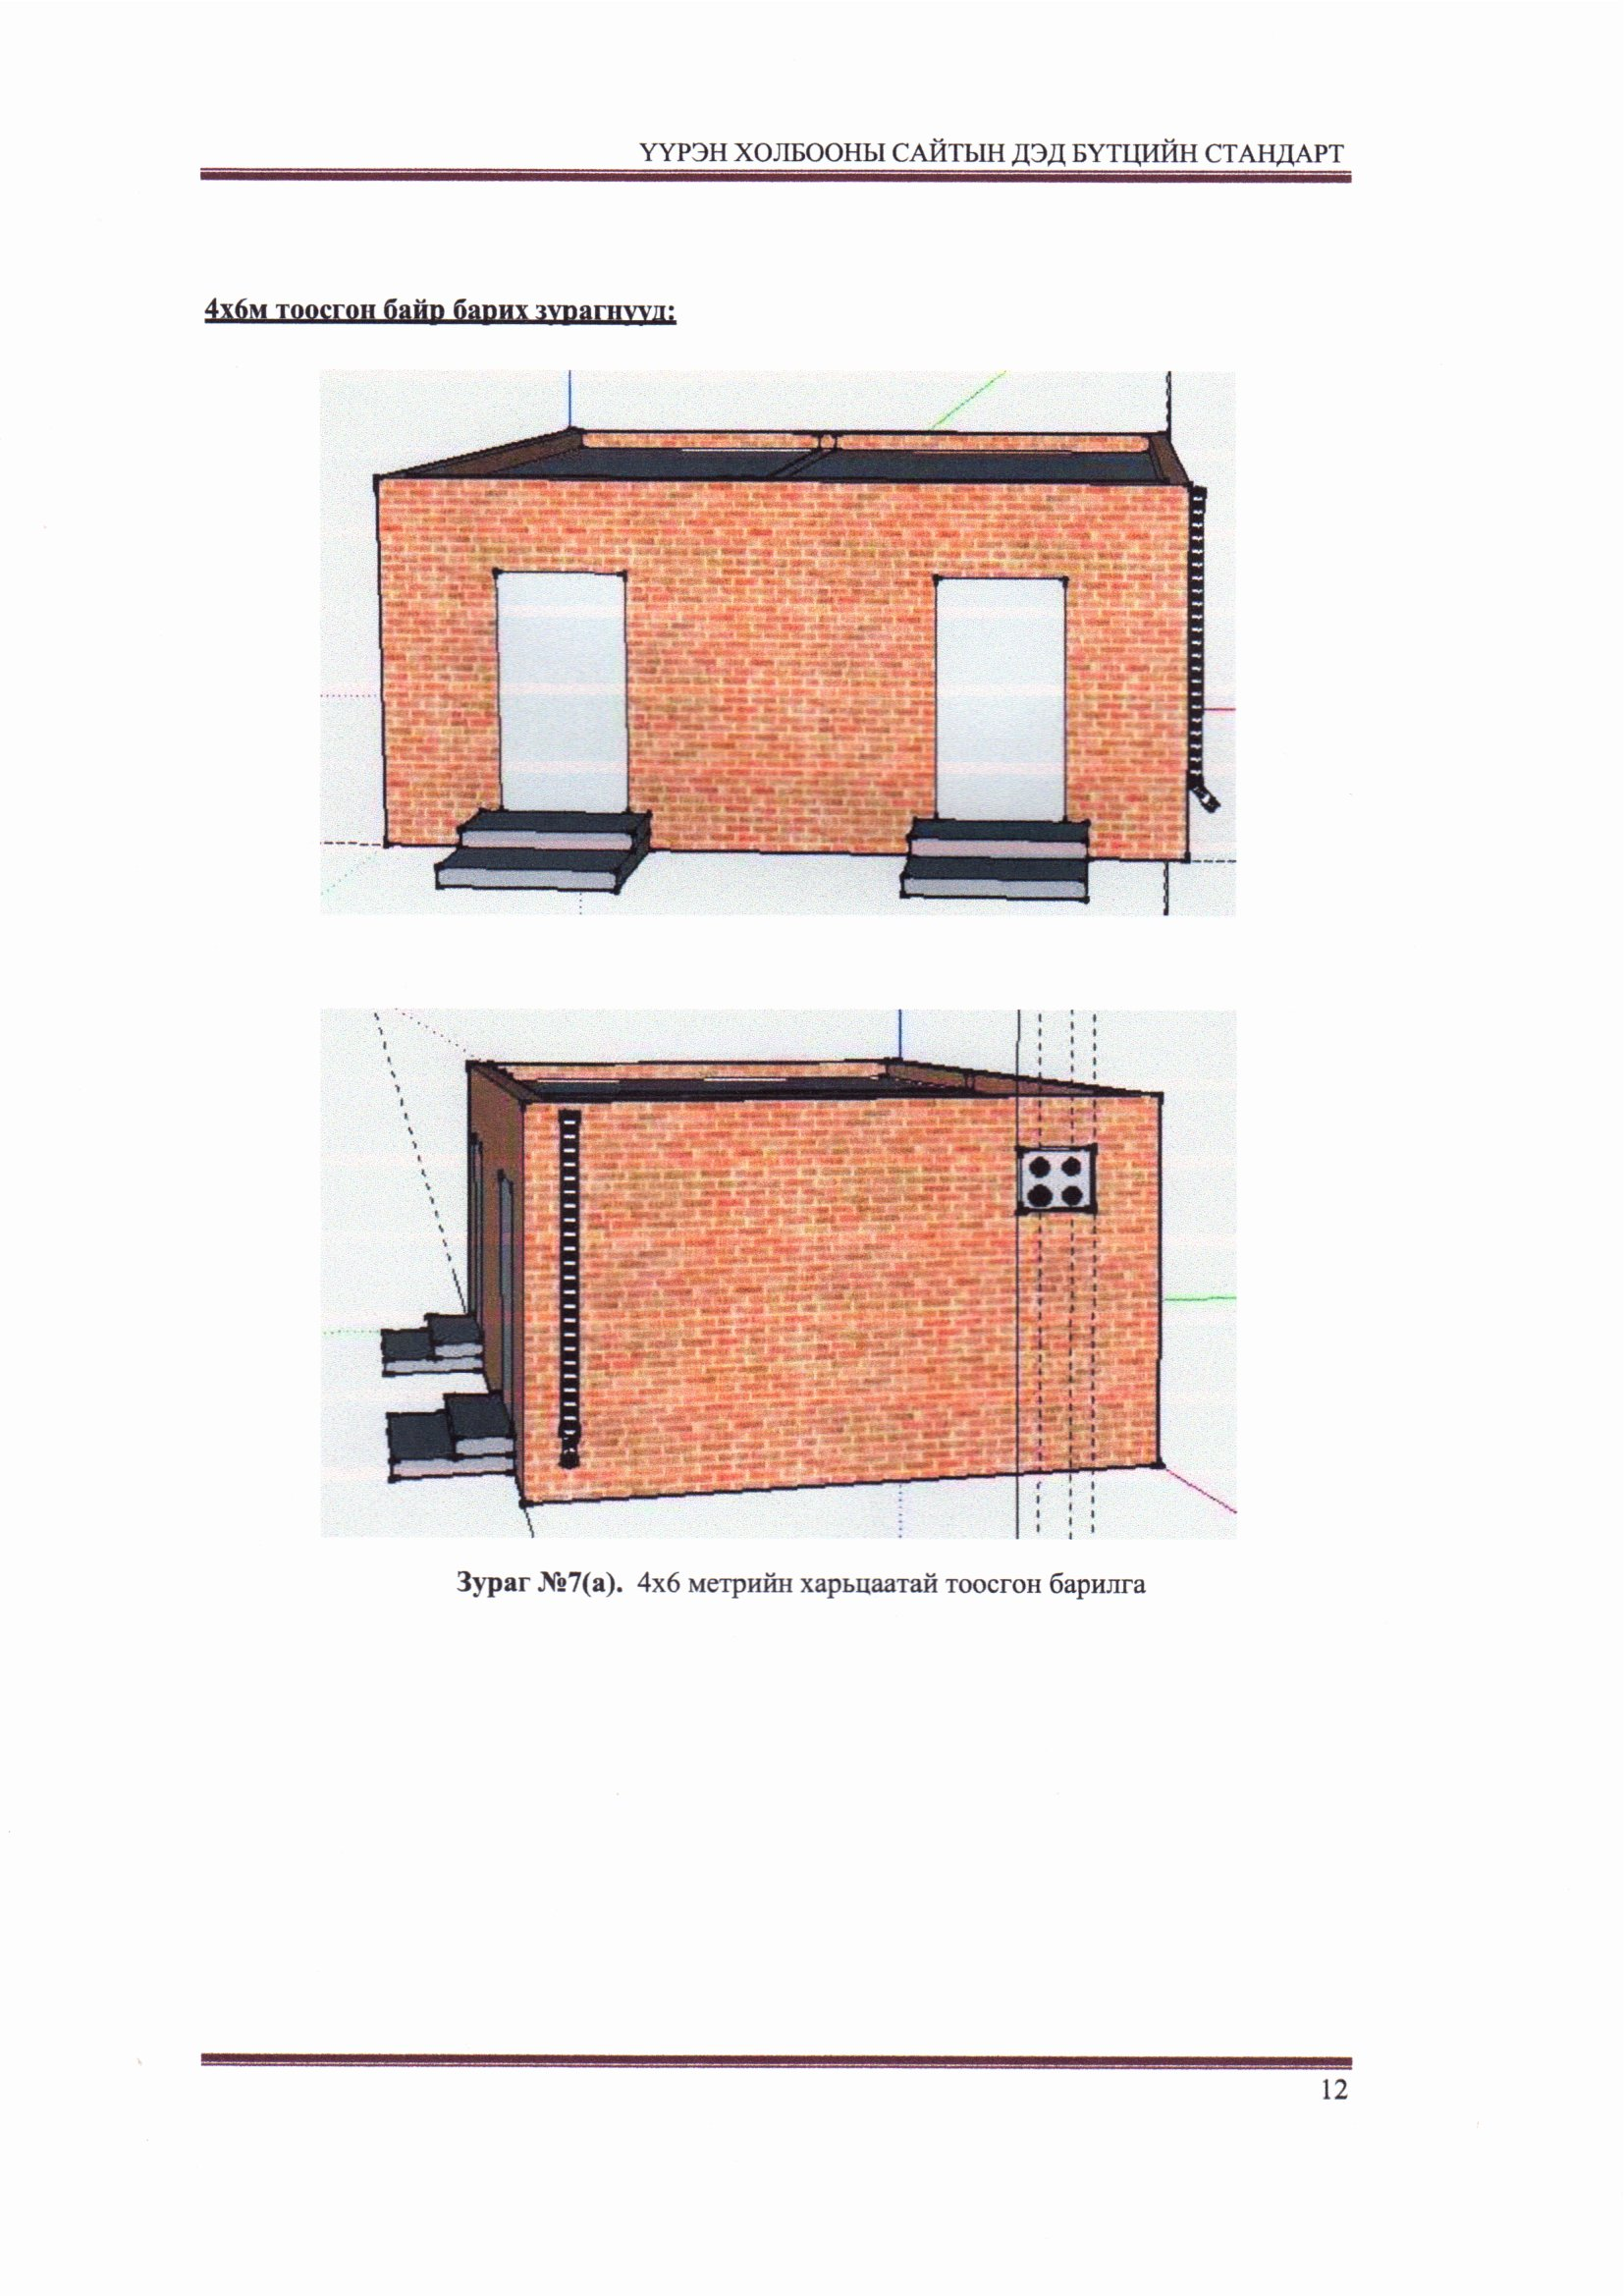 ҮҮРЭН ХОЛБООНЫ САЙТЫН ДЭД БҮТЦИЙН СТАНДАРТ
4х6м тоосгон байр барих зурагнууд:
Зураг №7(а). 4х6 метрийн харьцаатай тоосгон барилга
12